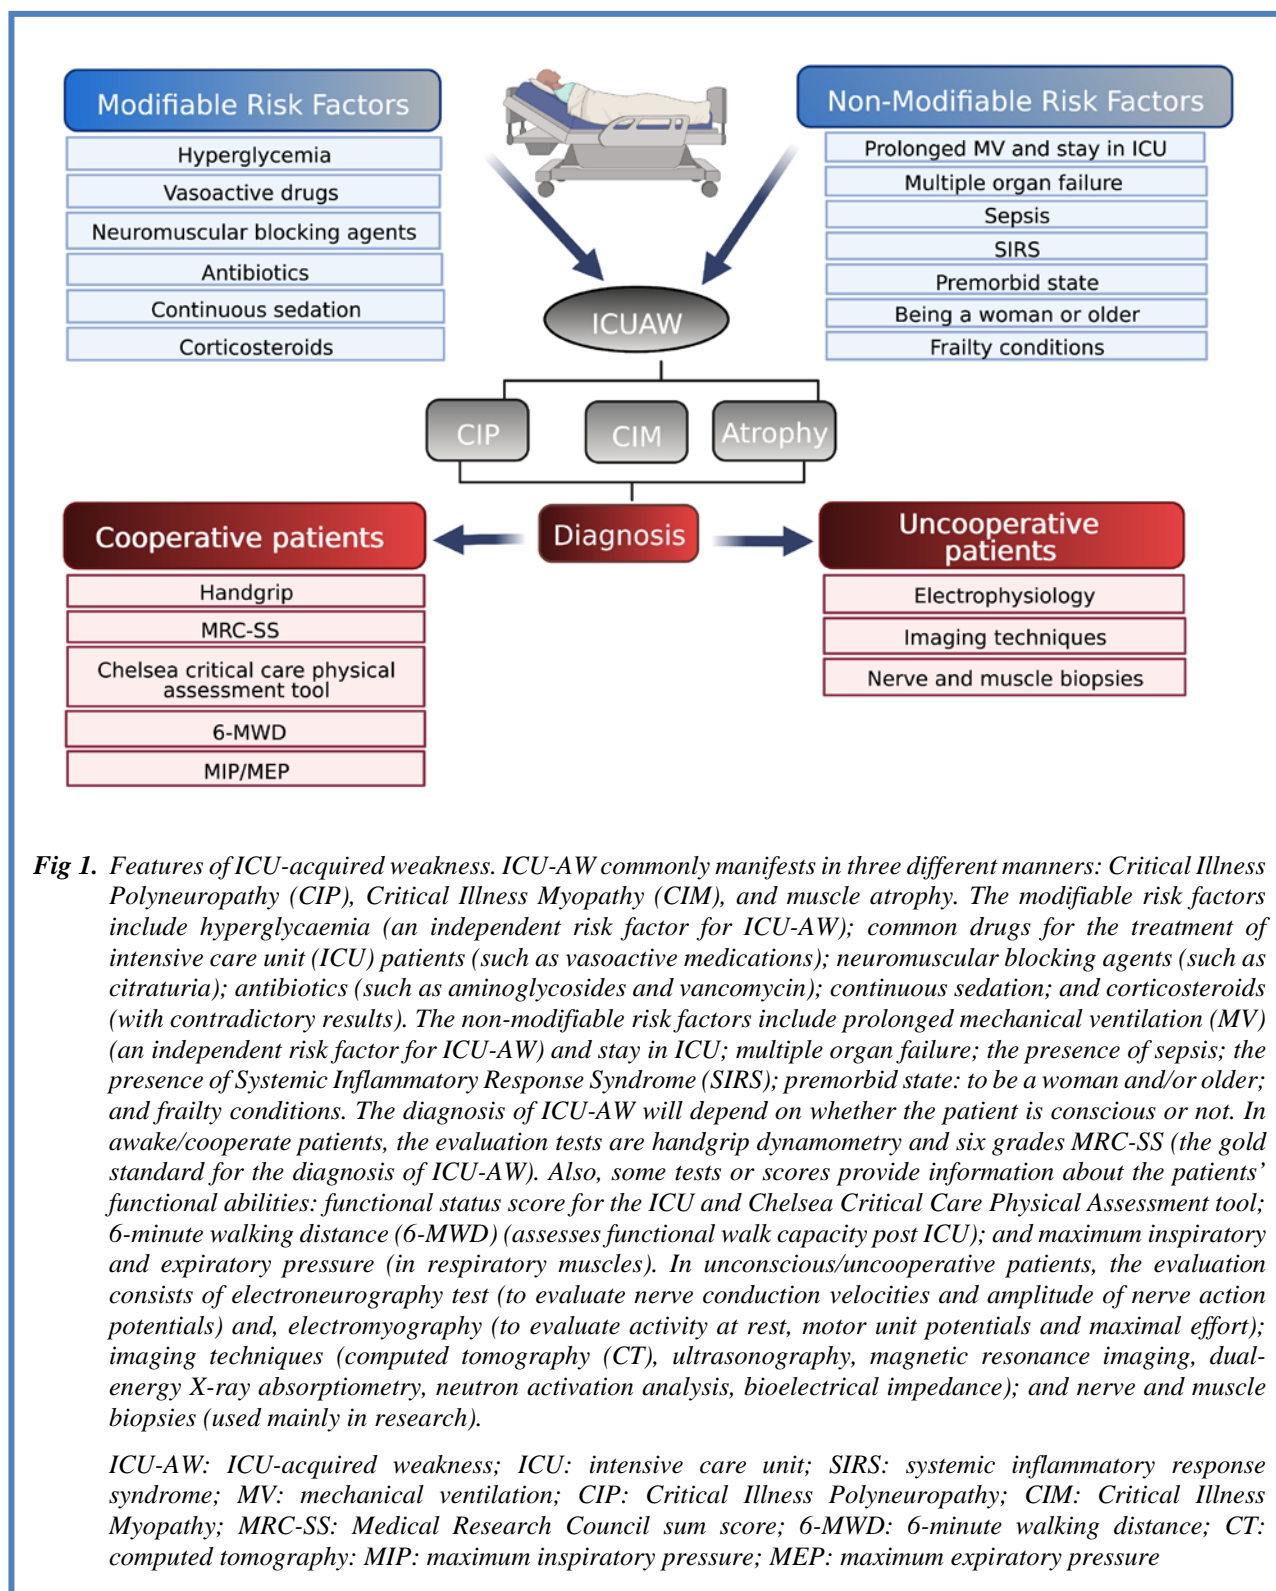 Modifiable Risk Factors
Hyperglycemia
Vasoactive drugs
Neuromuscular blocking agents
Antibiotics
Continuous sedation
Corticosteroids
Non-Modifiable Risk Factors
Prolonged MV and stay in ICU
Multiple organ failure
Sepsis
SIRS
Premorbid state
Being a woman or older
Frailty conditions
ICUAW
CIP
CIM
Atrophy
Diagnosis
Cooperative patients
Handgrip
MRC-SS
Chelsea critical care physical
assessment tool
6-MWD
MIP/MEP
Uncooperative
patients
Electrophysiology
Imaging techniques
Nerve and muscle biopsies
Fig 1. Features of ICU-acquired weakness. ICU-AW commonly manifests in three different manners: Critical Illness
Polyneuropathy (CIP), Critical Illness Myopathy (CIM), and muscle atrophy. The modifiable risk factors
include hyperglycaemia (an independent risk factor for ICU-AW); common drugs for the treatment of
intensive care unit (ICU) patients (such as vasoactive medications); neuromuscular blocking agents (such as
citraturia); antibiotics (such as aminoglycosides and vancomycin); continuous sedation; and corticosteroids
(with contradictory results). The non-modifiable risk factors include prolonged mechanical ventilation (MV)
(an independent risk factor for ICU-AW) and stay in ICU; multiple organ failure; the presence of sepsis; the
presence of Systemic Inflammatory Response Syndrome (SIRS); premorbid state: to be a woman and/or older;
and frailty conditions. The diagnosis of ICU-AW will depend on whether the patient is conscious or not. In
awake/cooperate patients, the evaluation tests are handgrip dynamometry and six grades MRC-SS (the gold
standard for the diagnosis of ICU-AW). Also, some tests or scores provide information about the patients'
functional abilities: functional status score for the ICU and Chelsea Critical Care Physical Assessment tool;
6-minute walking distance (6-MWD) (assesses functional walk capacity post ICU); and maximum inspiratory
and expiratory pressure (in respiratory muscles). In unconscious/uncooperative patients, the evaluation
consists of electroneurography test (to evaluate nerve conduction velocities and amplitude of nerve action
potentials) and, electromyography (to evaluate activity at rest, motor unit potentials and maximal effort);
imaging techniques (computed tomography (CT), ultrasonography, magnetic resonance imaging, dual-
energy X-ray absorptiometry, neutron activation analysis, bioelectrical impedance); and nerve and muscle
biopsies (used mainly in research).
ICU-AW: ICU-acquired weakness; ICU: intensive care unit; SIRS: systemic inflammatory response
syndrome; MV: mechanical ventilation; CIP: Critical Illness Polyneuropathy; CIM: Critical Illness
Myopathy; MRC-SS: Medical Research Council sum score; 6-MWD: 6-minute walking distance; CT:
computed tomography: MIP: maximum inspiratory pressure; MEP: maximum expiratory pressure